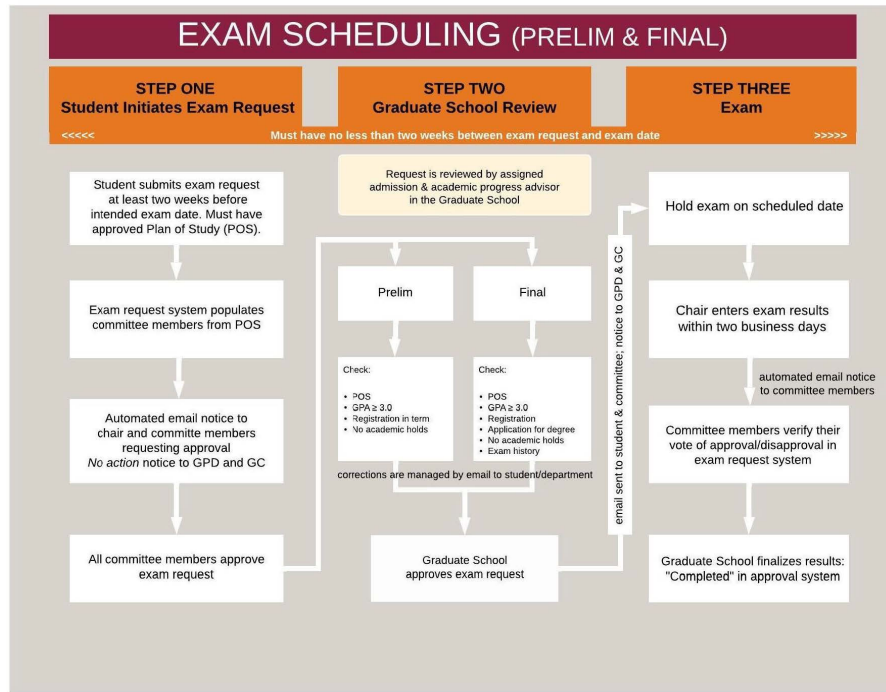 EXAM SCHEDULING (PRELIM & FINAL)
STEP ONE
Student Initiates Exam Request
STEP TWO
Graduate School Review
STEP THREE
Exam
<<<<< Must have no less than two weeks between exam request and exam date >>>>>
Student submits exam request
at least two weeks before
intended exam date. Must have
approved Plan of Study (POS).
Exam request system populates
committee members from POS
Automated email notice to
chair and committe members
requesting approval
No action notice to GPD and GC
All committee members approve
exam request
Request is reviewed by assigned
admission & academic progress advisor
in the Graduate School
Prelim
Check:
• POS
• GPA ≥ 3.0
• Registration in term
• No academic holds
Final
Check:
• POS
• GPA ≥ 3.0
• Registration
• Application for degree
• No academic holds
• Exam history
corrections are managed by email to student/department
Graduate School
approves exam request
email sent to student & committee; notice to GPD & GC
Hold exam on scheduled date
Chair enters exam results
within two business days
automated email notice
to committee members
Committee members verify their
vote of approval/disapproval in
exam request system
Graduate School finalizes results:
"Completed" in approval system